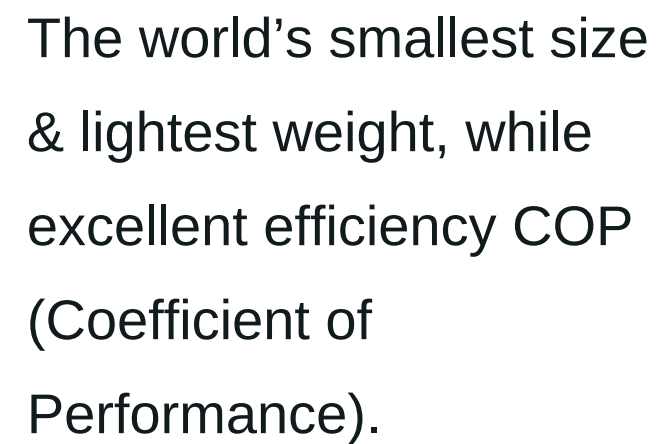 The world’s smallest size
& lightest weight, while
excellent efficiency COP
(Coefficient of
Performance).